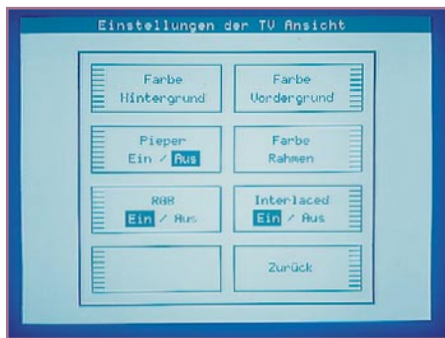 Einstellungen der TV Ansicht
Farbe
Hintergrund
Farbe
Vordergrund
Pieper
Ein / Aus
Farbe
Rahmen
RGB
Ein / Aus
Interlaced
Ein / Aus
Zurück